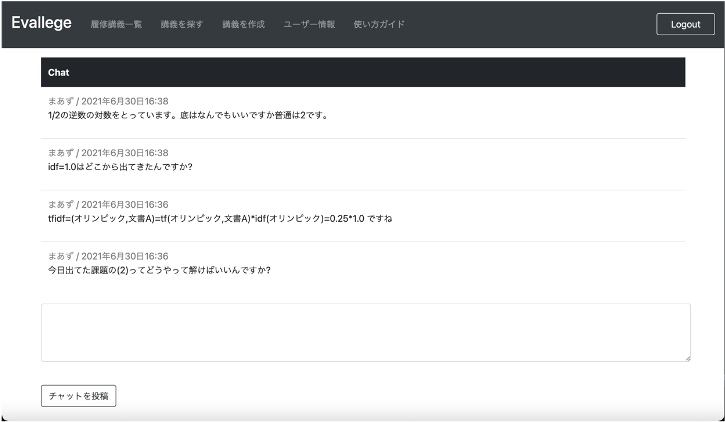 Evallege 履修講義一覧 講義を探す 講義を作成 ユーザー情報 使い方ガイド Logout
Chat
まあず / 2021年6月30日16:38
1/2の逆数の対数をとっています。底はなんでもいいですか普通は2です。
まあず / 2021年6月30日16:38
idf=1.0はどこから出てきたんですか?
まあず / 2021年6月30日16:36
tfidf=(オリンピック,文書A)=tf(オリンピック,文書A)*idf(オリンピック)=0.25*1.0 ですね
まあず / 2021年6月30日16:36
今日出てた課題の(2)ってどうやって解けばいいんですか?
チャットを投稿